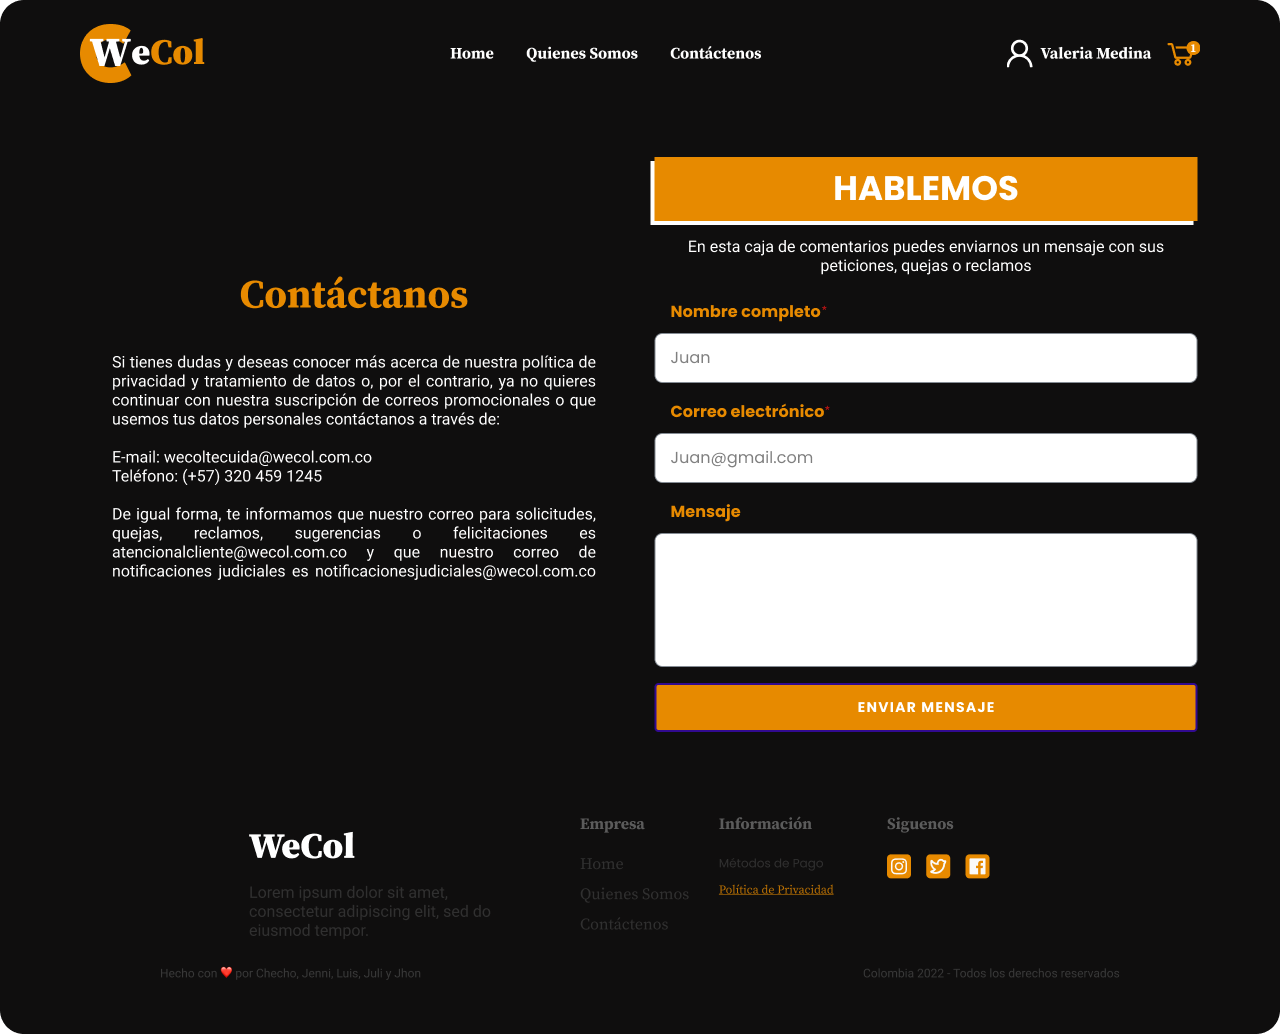 WeCol
Home
Quienes Somos
Contáctenos
Valeria Medina
1
Contáctanos
Si tienes dudas y deseas conocer más acerca de nuestra política de
privacidad y tratamiento de datos o, por el contrario, ya no quieres
continuar con nuestra suscripción de correos promocionales o que
usemos tus datos personales contáctanos a través de:
E-mail: wecoltecuida@wecol.com.co
Teléfono: (+57) 320 459 1245
De igual forma, te informamos que nuestro correo para solicitudes,
quejas, reclamos, sugerencias o felicitaciones es
atencionalcliente@wecol.com.co y que nuestro correo de
notificaciones judiciales es notificacionesjudiciales@wecol.com.co
HABLEMOS
En esta caja de comentarios puedes enviarnos un mensaje con sus
peticiones, quejas o reclamos
Nombre completo*
Juan
Correo electrónico*
Juan@gmail.com
Mensaje
ENVIAR MENSAJE
WeCol
Lorem ipsum dolor sit amet,
consectetur adipiscing elit, sed do
eiusmod tempor.
Empresa
Home
Quienes Somos
Contáctenos
Información
Métodos de Pago
Política de Privacidad
Siguenos
Hecho con ❤️ por Checho, Jenni, Luis, Juli y Jhon
Colombia 2022 - Todos los derechos reservados